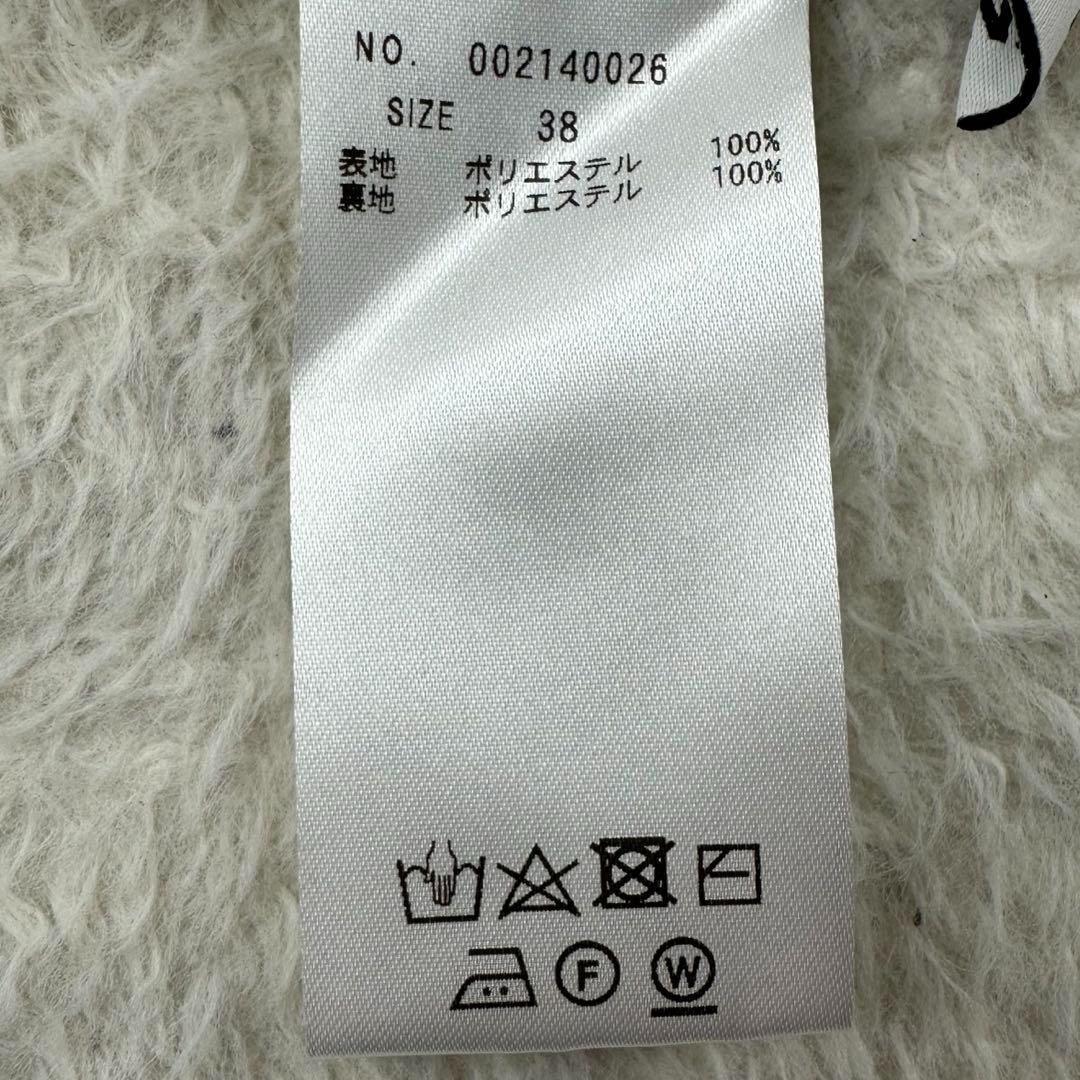 NO. 002140026
SIZE 38
表地 ポリエステル 100%
裏地 ポリエステル 100%
F W